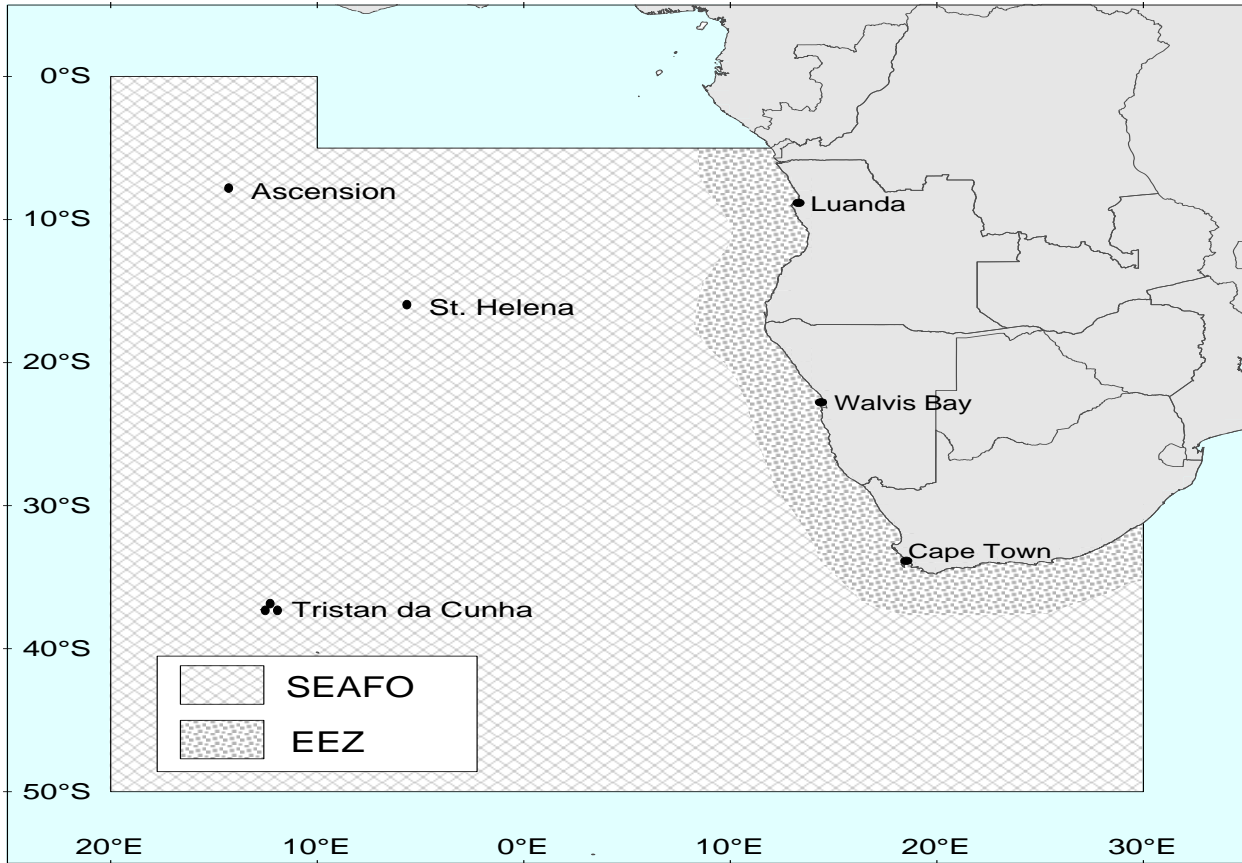 0°S
Ascension
10°S
Luanda
St. Helena
20°S
Walvis Bay
30°S
Cape Town
Tristan da Cunha
40°S
SEAFO
EEZ
50°S
20°E 10°E 0°E 10°E 20°E 30°E